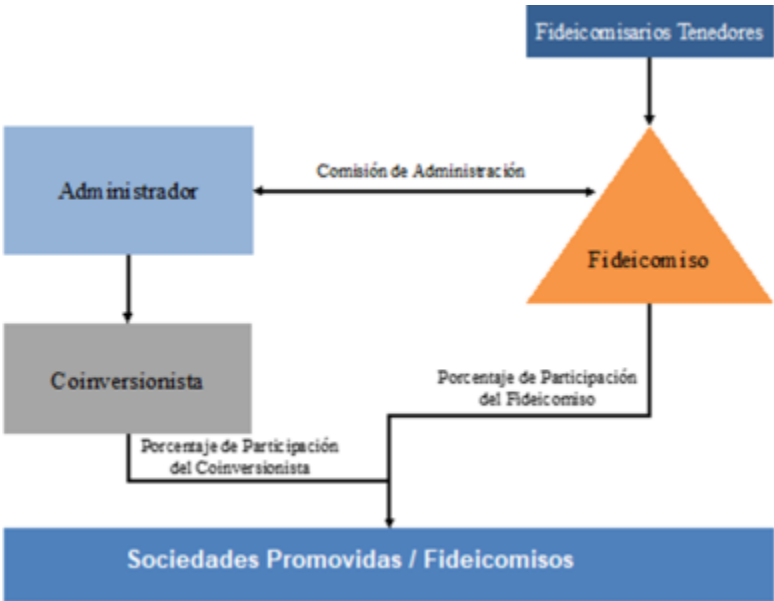 Fideicomisarios Tenedores
Comisión de Administración
Administrador
Fideicomiso
Coinversionista
Porcentaje de Participación
del Fideicomiso
Porcentaje de Participación
del Coinversionista
Sociedades Promovidas / Fideicomisos